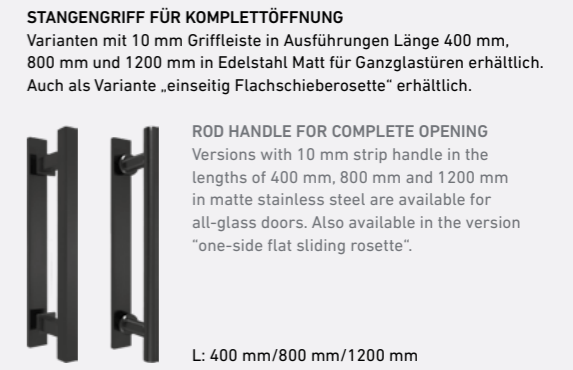 STANGENGRIFF FÜR KOMPLETTÖFFNUNG
Varianten mit 10 mm Griffleiste in Ausführungen Länge 400 mm,
800 mm und 1200 mm in Edelstahl Matt für Ganzglastüren erhältlich.
Auch als Variante „einseitig Flachschieberosette“ erhältlich.
ROD HANDLE FOR COMPLETE OPENING
Versions with 10 mm strip handle in the
lengths of 400 mm, 800 mm and 1200 mm
in matte stainless steel are available for
all-glass doors. Also available in the version
“one-side flat sliding rosette“.
L: 400 mm/800 mm/1200 mm